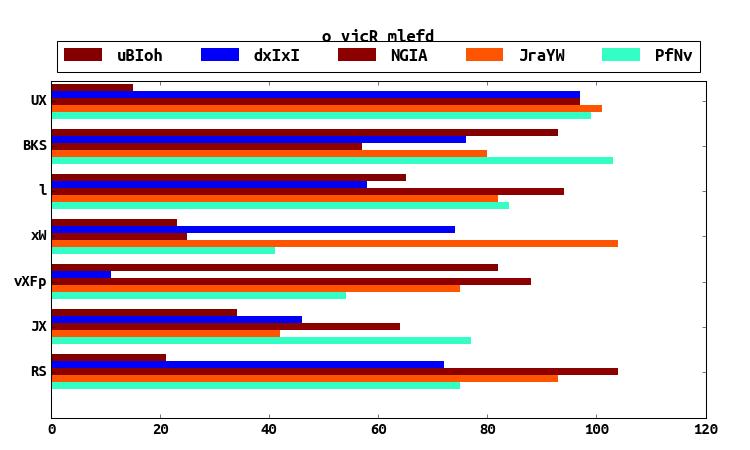 o vicR mlefd
uBIoh dxIxI NGIA JraYW PfNv
UX
BKS
l
xW
vXFp
JX
RS
0 20 40 60 80 100 120